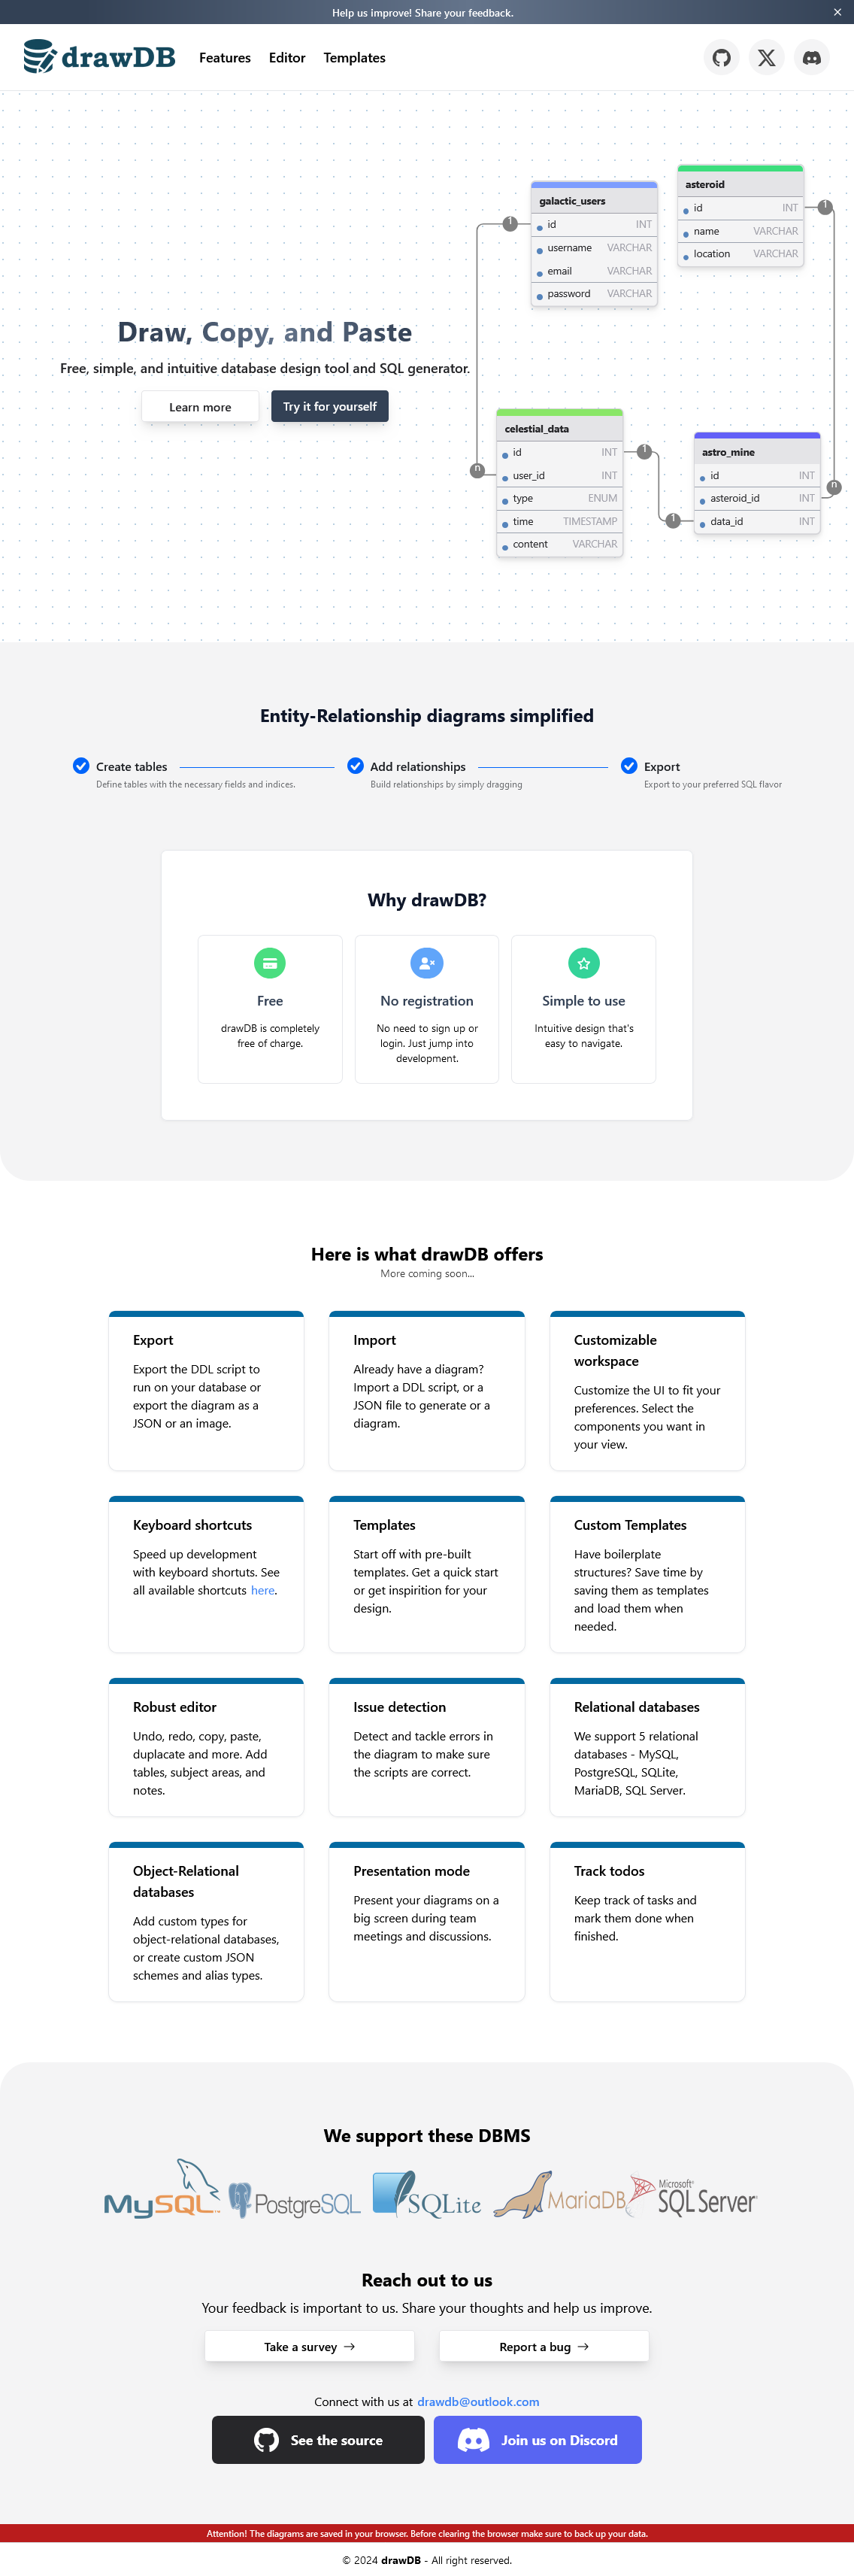 Help us improve! Share your feedback.
drawDB Features Editor Templates
asteroid
id INT
name VARCHAR
location VARCHAR
galactic_users
id INT
username VARCHAR
email VARCHAR
password VARCHAR
1
1
Draw, Copy, and Paste
Free, simple, and intuitive database design tool and SQL generator.
Learn more Try it for yourself
celestial_data
id INT
user_id INT
type ENUM
time TIMESTAMP
content VARCHAR
astro_mine
id INT
asteroid_id INT
data_id INT
1
n
n
1
Entity-Relationship diagrams simplified
Create tables
Define tables with the necessary fields and indices.
Add relationships
Build relationships by simply dragging
Export
Export to your preferred SQL flavor
Why drawDB?
Free
drawDB is completely
free of charge.
No registration
No need to sign up or
login. Just jump into
development.
Simple to use
Intuitive design that's
easy to navigate.
Here is what drawDB offers
More coming soon...
Export
Export the DDL script to
run on your database or
export the diagram as a
JSON or an image.
Import
Already have a diagram?
Import a DDL script, or a
JSON file to generate or a
diagram.
Customizable
workspace
Customize the UI to fit your
preferences. Select the
components you want in
your view.
Keyboard shortcuts
Speed up development
with keyboard shortuts. See
all available shortcuts here.
Templates
Start off with pre-built
templates. Get a quick start
or get inspirition for your
design.
Custom Templates
Have boilerplate
structures? Save time by
saving them as templates
and load them when
needed.
Robust editor
Undo, redo, copy, paste,
duplacate and more. Add
tables, subject areas, and
notes.
Issue detection
Detect and tackle errors in
the diagram to make sure
the scripts are correct.
Relational databases
We support 5 relational
databases - MySQL,
PostgreSQL, SQLite,
MariaDB, SQL Server.
Object-Relational
databases
Add custom types for
object-relational databases,
or create custom JSON
schemes and alias types.
Presentation mode
Present your diagrams on a
big screen during team
meetings and discussions.
Track todos
Keep track of tasks and
mark them done when
finished.
We support these DBMS
MySQL
PostgreSQL
SQLite
MariaDB
Microsoft
SQL Server
Reach out to us
Your feedback is important to us. Share your thoughts and help us improve.
Take a survey → Report a bug →
Connect with us at drawdb@outlook.com
See the source Join us on Discord
Attention! The diagrams are saved in your browser. Before clearing the browser make sure to back up your data.
© 2024 drawDB - All right reserved.